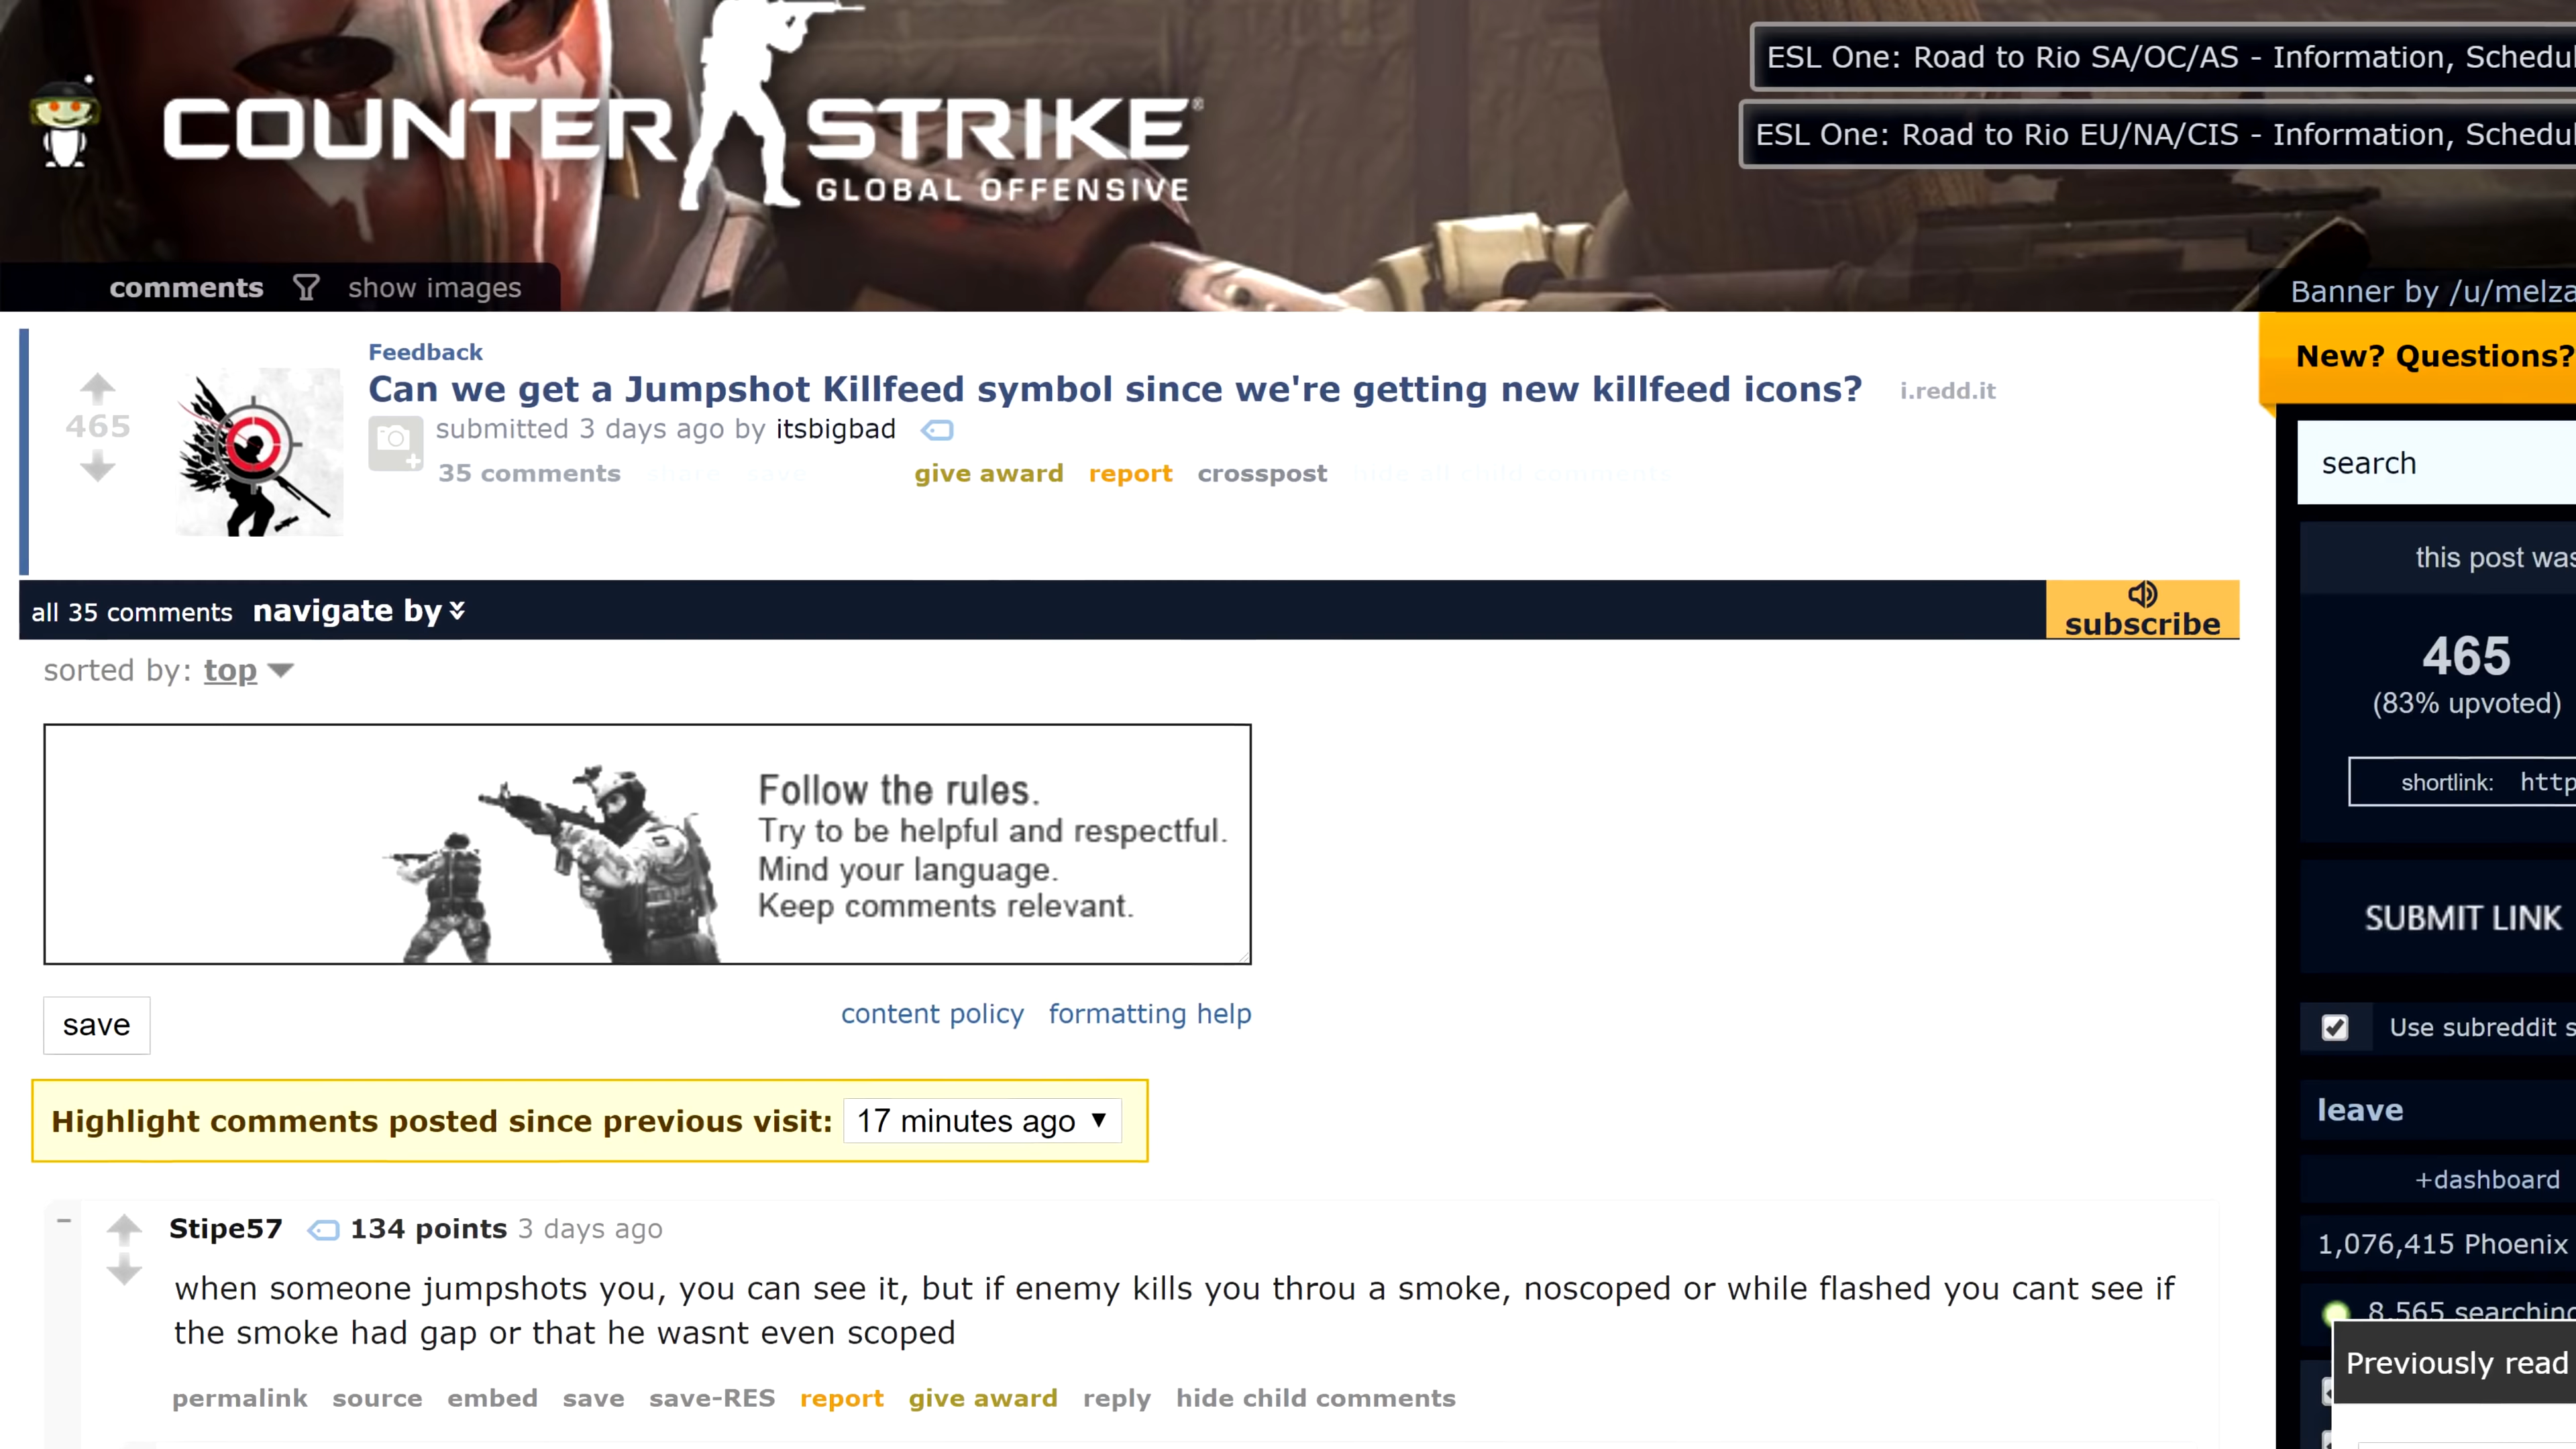 COUNTER STRIKE®
GLOBAL OFFENSIVE
ESL One: Road to Rio SA/OC/AS - Information, Schedul
ESL One: Road to Rio EU/NA/CIS - Information, Schedul
comments show images
Banner by /u/melza
New? Questions?
Feedback
Can we get a Jumpshot Killfeed symbol since we're getting new killfeed icons? i.redd.it
465
submitted 3 days ago by itsbigbad
35 comments share save give award report crosspost hide all child comments
search
this post was
465
(83% upvoted)
shortlink: http
SUBMIT LINK
Use subreddit s
leave
+dashboard
1,076,415 Phoenix
8,565 searching
Previously read
all 35 comments navigate by
subscribe
sorted by: top
Follow the rules.
Try to be helpful and respectful.
Mind your language.
Keep comments relevant.
save content policy formatting help
Highlight comments posted since previous visit: 17 minutes ago
Stipe57 134 points 3 days ago
when someone jumpshots you, you can see it, but if enemy kills you throu a smoke, noscoped or while flashed you cant see if
the smoke had gap or that he wasnt even scoped
permalink source embed save save-RES report give award reply hide child comments